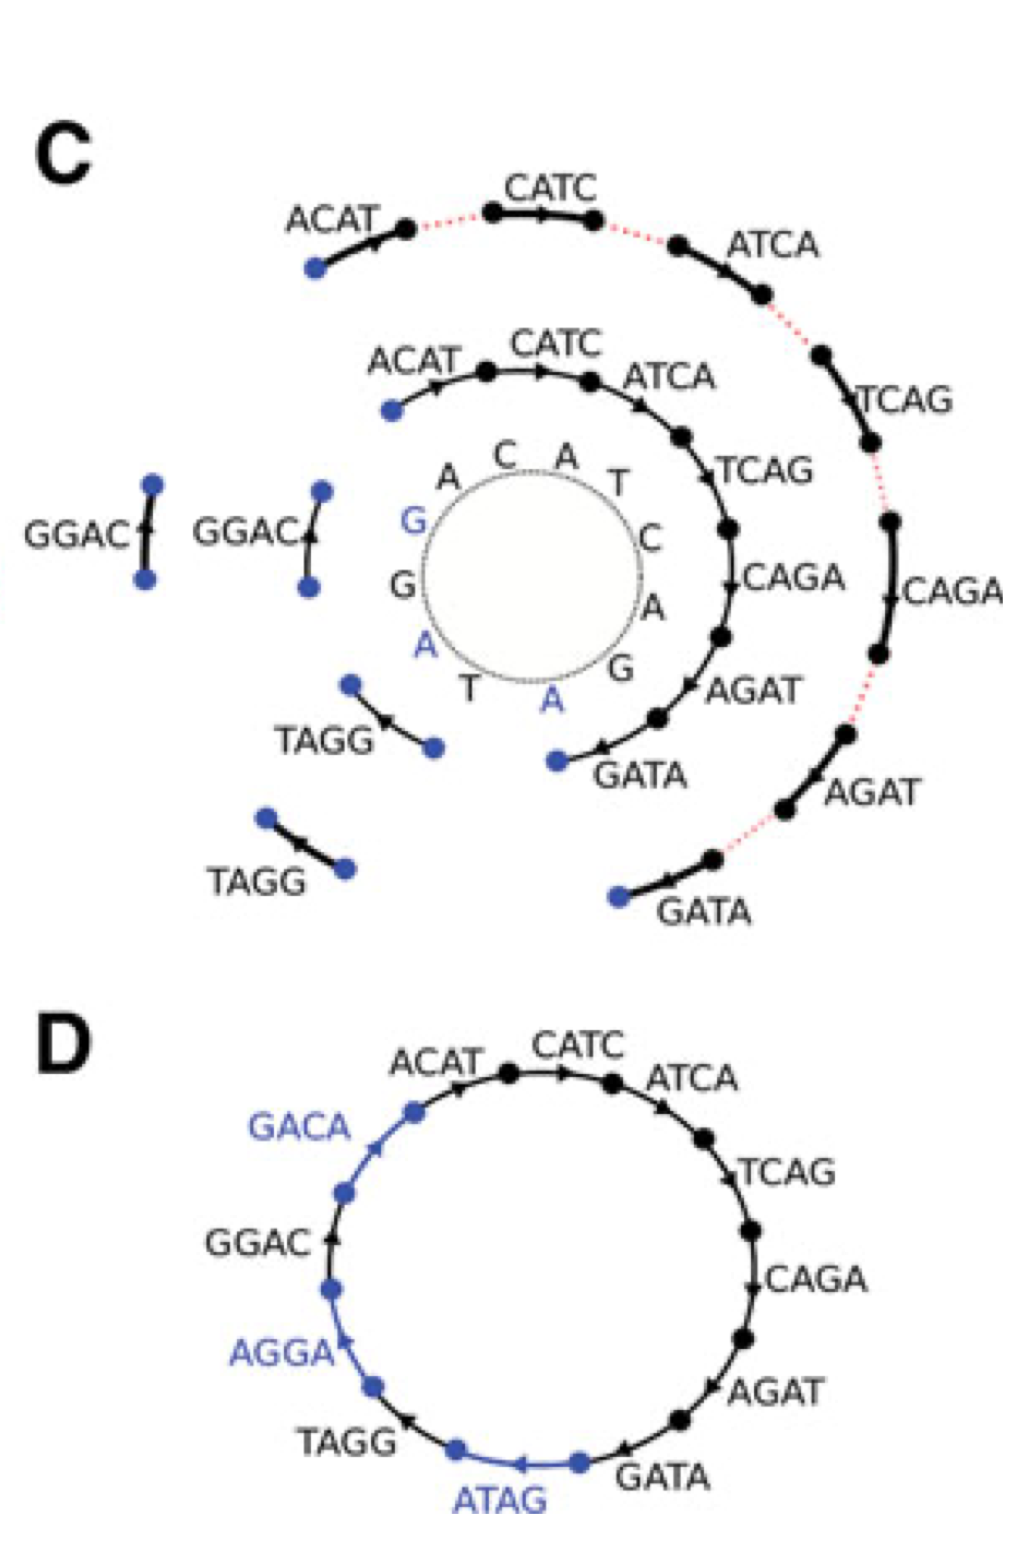 C
CATC
ACAT
ATCA
CATC
ACAT
ATCA
TCAG
C A
A T
TCAG
G C
GGAC GGAC
G A
CAGA
CAGA
A G
T A
AGAT
TAGG
GATA
AGAT
TAGG
GATA
D
CATC
ACAT
ATCA
GACA
TCAG
GGAC
CAGA
AGGA
AGAT
TAGG
GATA
ATAG